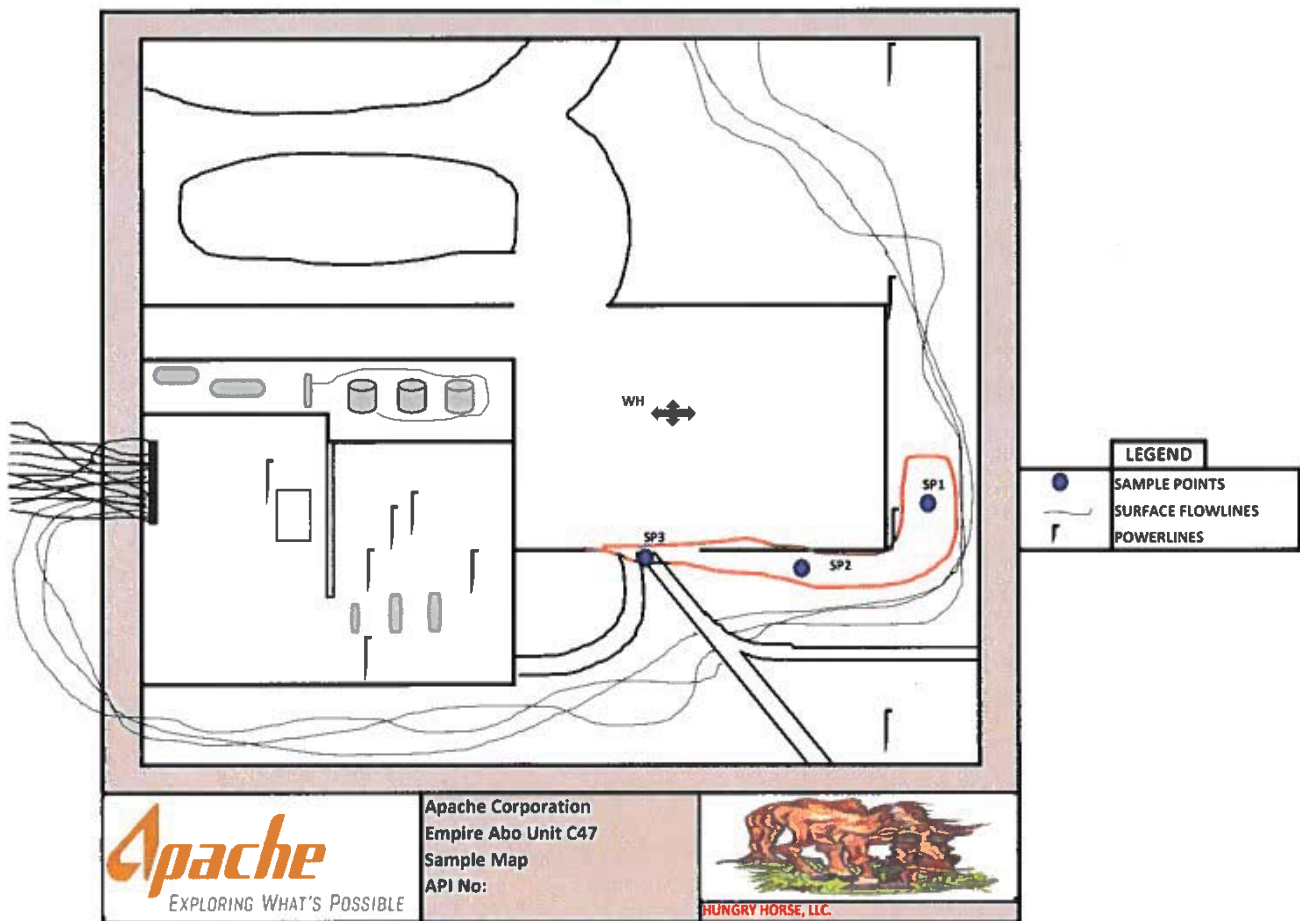 WH
SP1
SP3
SP2
LEGEND
SAMPLE POINTS
SURFACE FLOWLINES
POWERLINES
Apache
EXPLORING WHAT'S POSSIBLE
Apache Corporation
Empire Abo Unit C47
Sample Map
API No:
HUNGRY HORSE, LLC.